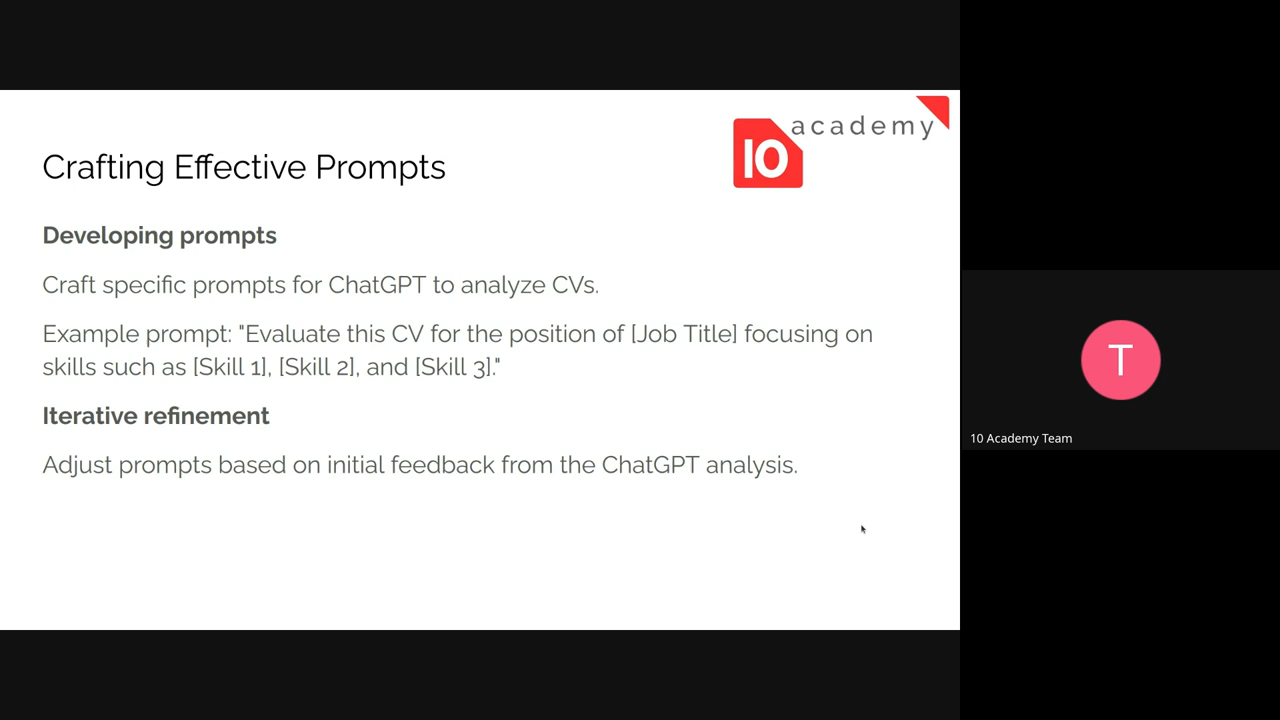 academy
10
Crafting Effective Prompts
Developing prompts
Craft specific prompts for ChatGPT to analyze CVs.
Example prompt: "Evaluate this CV for the position of [Job Title] focusing on
skills such as [Skill 1], [Skill 2], and [Skill 3]."
Iterative refinement
Adjust prompts based on initial feedback from the ChatGPT analysis.
T
10 Academy Team